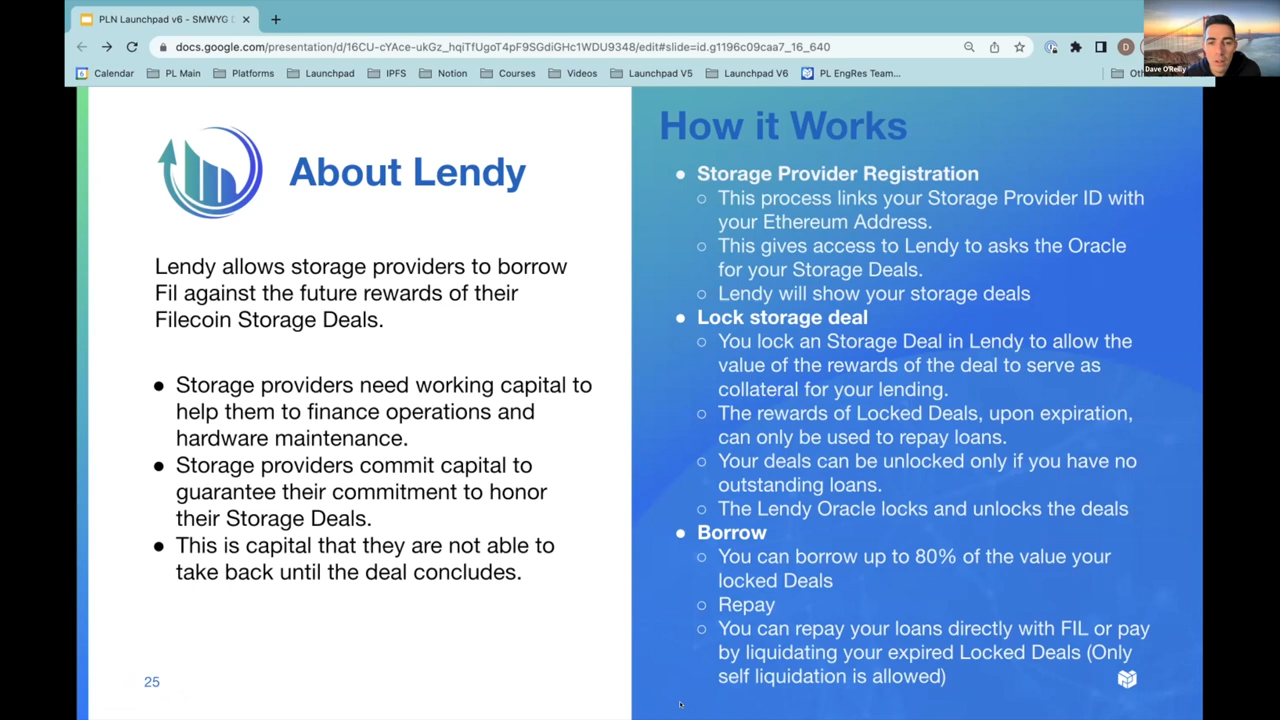 PLN Launchpad v6 - SMWYG
docs.google.com/presentation/d/16CU-cYAce-ukGz_hqiTfUgoT4pF9SGdiGHc1WDU9348/edit#slide=id.g1196c09caa7_16_640
D
Calendar PL Main Platforms Launchpad IPFS Notion Courses Videos Launchpad V5 Launchpad V6 PL EngRes Team...
Dave O'Reilly
About Lendy
Lendy allows storage providers to borrow
Fil against the future rewards of their
Filecoin Storage Deals.
● Storage providers need working capital to
help them to finance operations and
hardware maintenance.
● Storage providers commit capital to
guarantee their commitment to honor
their Storage Deals.
● This is capital that they are not able to
take back until the deal concludes.
25
How it Works
● Storage Provider Registration
○ This process links your Storage Provider ID with
your Ethereum Address.
○ This gives access to Lendy to asks the Oracle
for your Storage Deals.
○ Lendy will show your storage deals
● Lock storage deal
○ You lock an Storage Deal in Lendy to allow the
value of the rewards of the deal to serve as
collateral for your lending.
○ The rewards of Locked Deals, upon expiration,
can only be used to repay loans.
○ Your deals can be unlocked only if you have no
outstanding loans.
○ The Lendy Oracle locks and unlocks the deals
● Borrow
○ You can borrow up to 80% of the value your
locked Deals
○ Repay
○ You can repay your loans directly with FIL or pay
by liquidating your expired Locked Deals (Only
self liquidation is allowed)